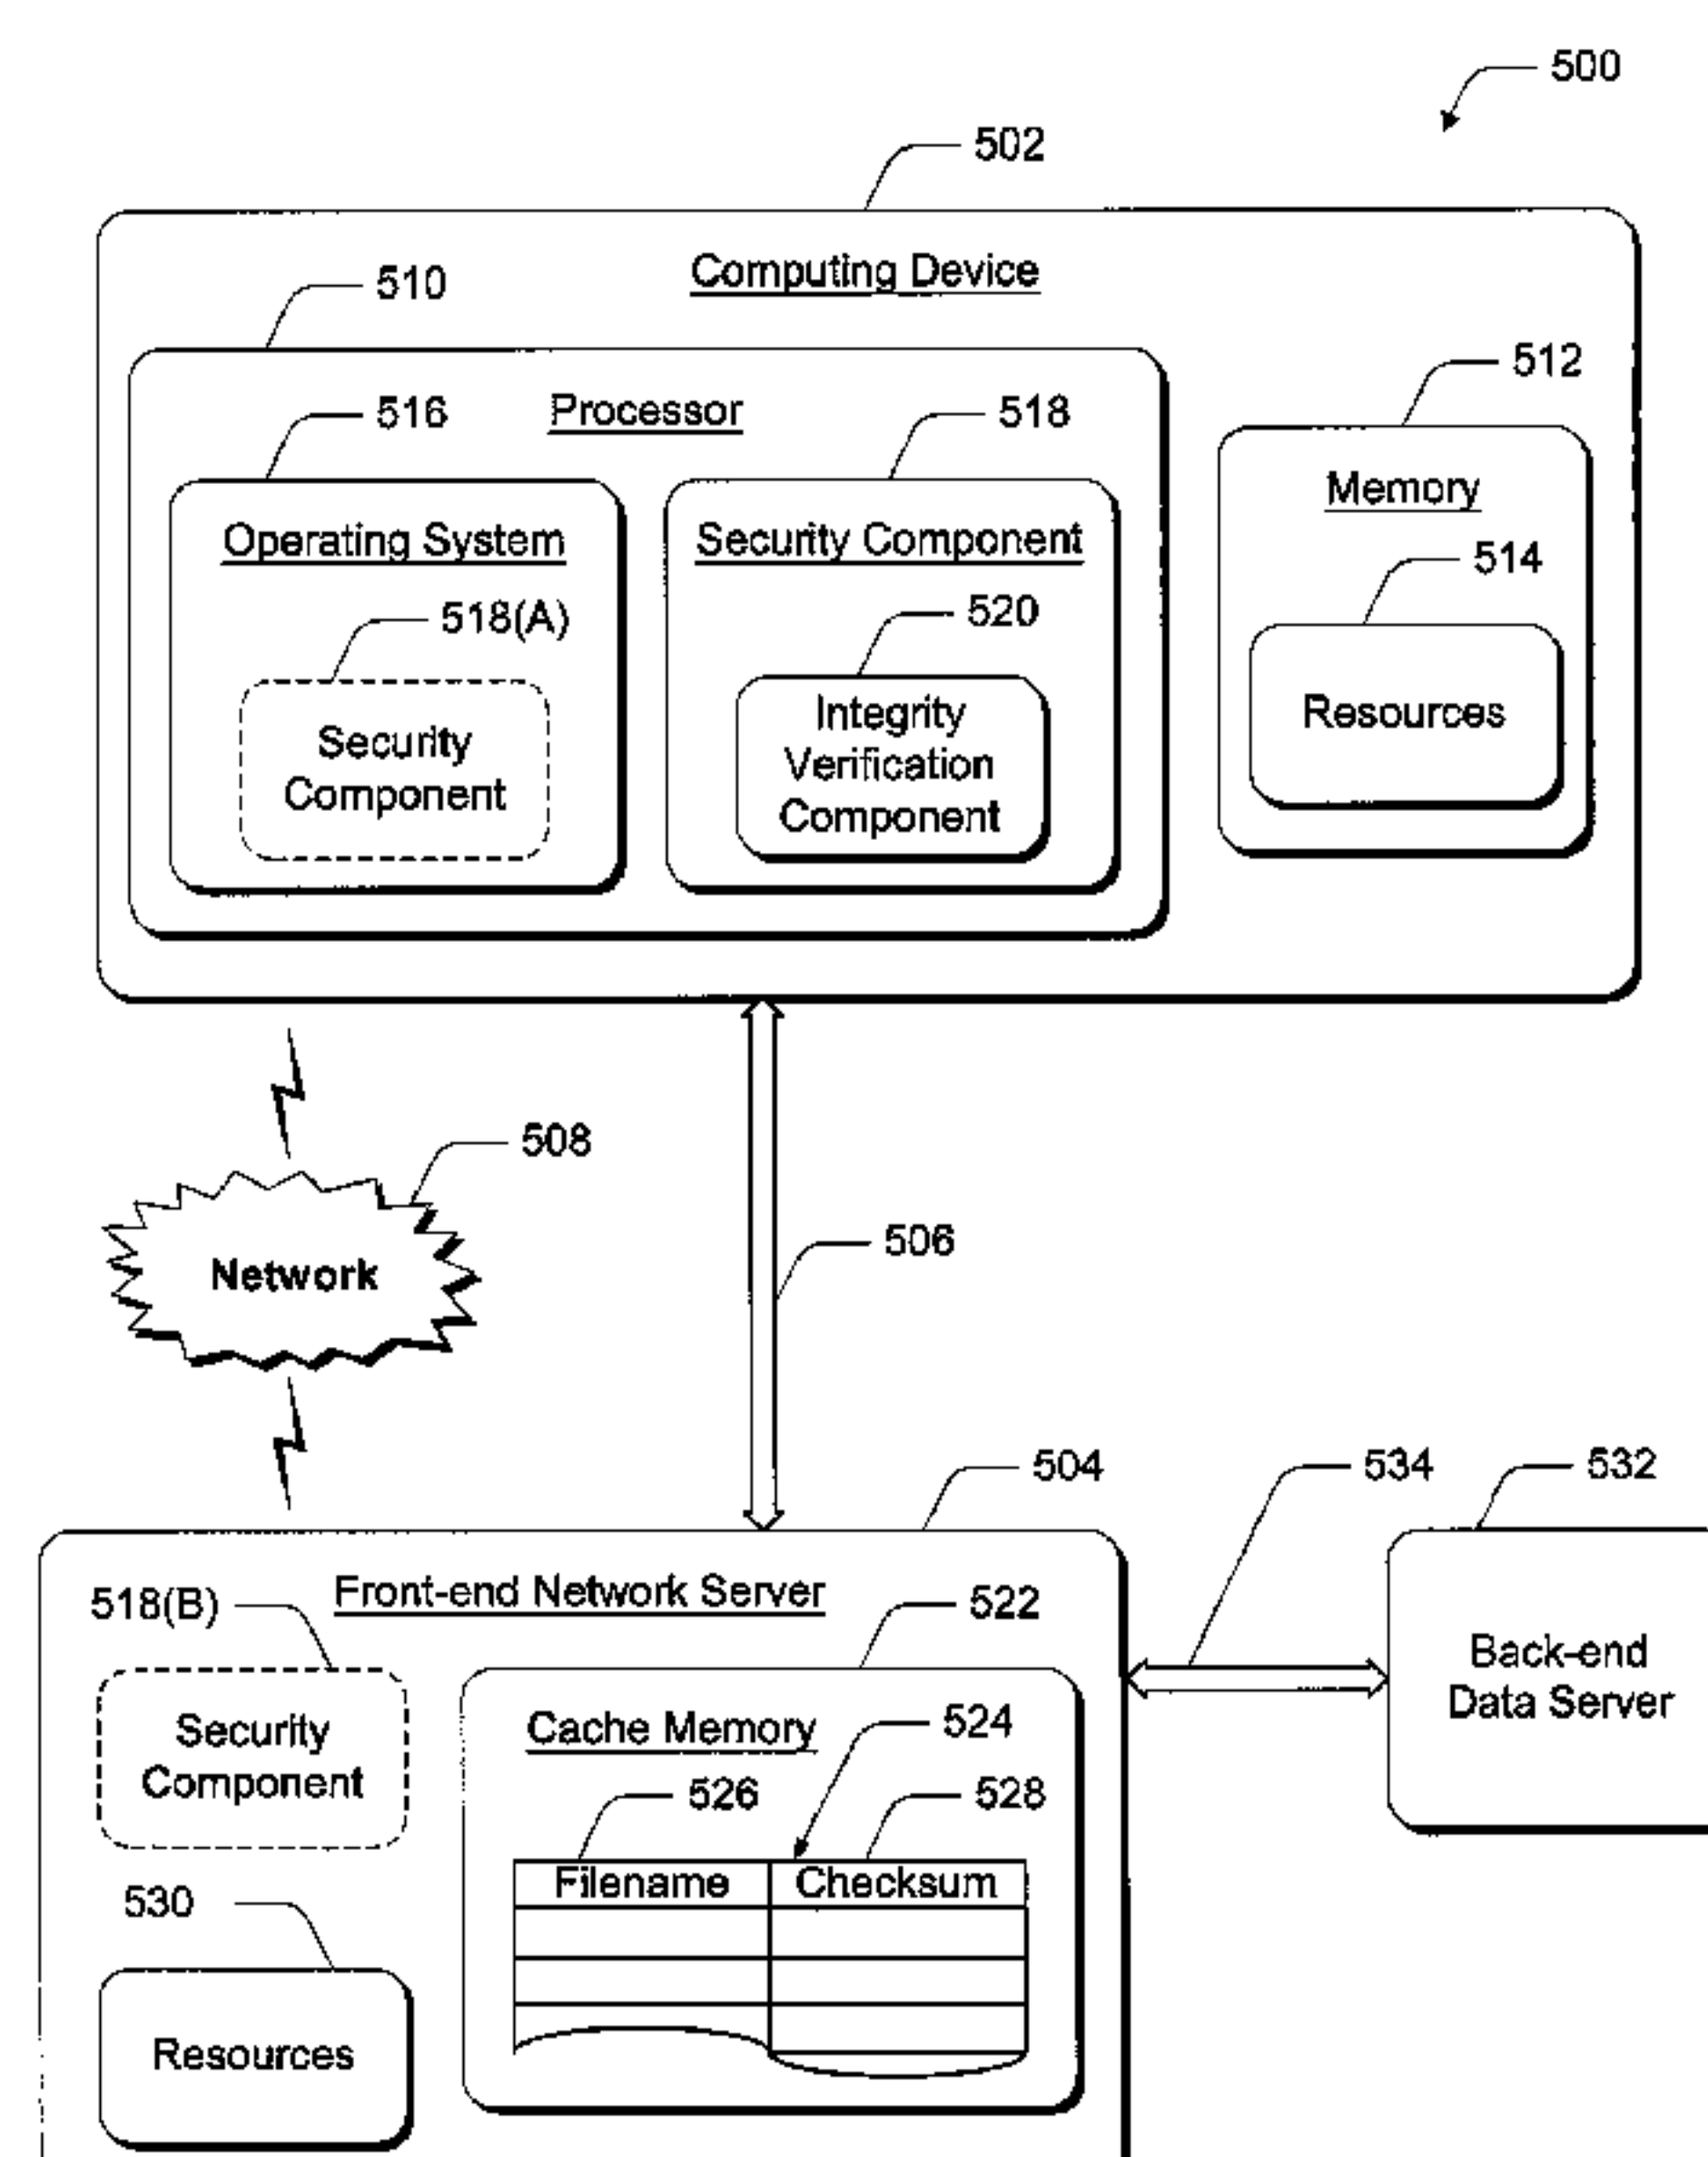 500
502
Computing Device
510
512
Processor
516
518
Memory
Operating System
Security Component
514
518(A)
520
Security
Component
Integrity
Verification
Component
Resources
508
Network
506
504
534
532
Front-end Network Server
518(B)
522
Back-end
Data Server
Security
Component
Cache Memory
524
526
528
Filename
Checksum
530
Resources